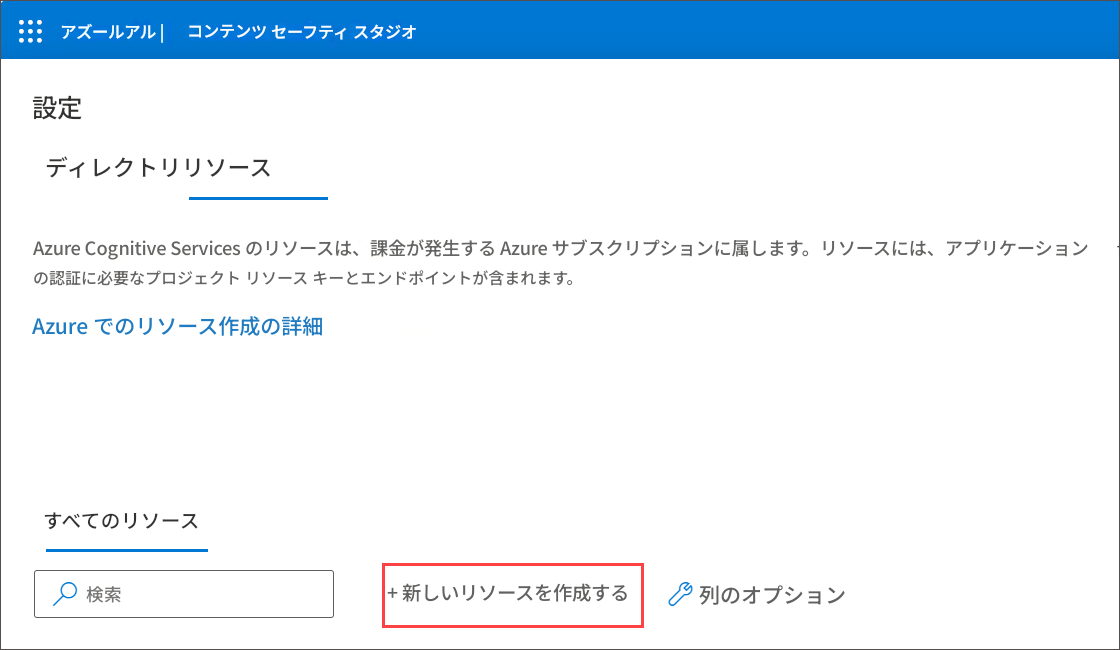 アズールアル | コンテンツ セーフティ スタジオ
設定
ディレクトリリソース
Azure Cognitive Services のリソースは、課金が発生する Azure サブスクリプションに属します。リソースには、アプリケーション
の認証に必要なプロジェクト リソース キーとエンドポイントが含まれます。
Azure でのリソース作成の詳細
すべてのリソース
検索
+ 新しいリソースを作成する
列のオプション